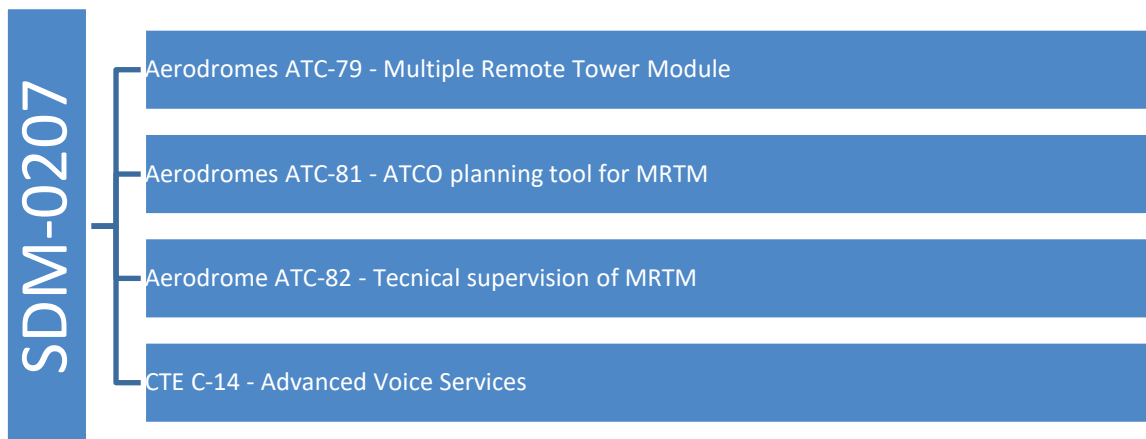 SDM-0207
Aerodromes ATC-79 - Multiple Remote Tower Module
Aerodromes ATC-81 - ATCO planning tool for MRTM
Aerodrome ATC-82 - Tecnical supervision of MRTM
CTE C-14 - Advanced Voice Services